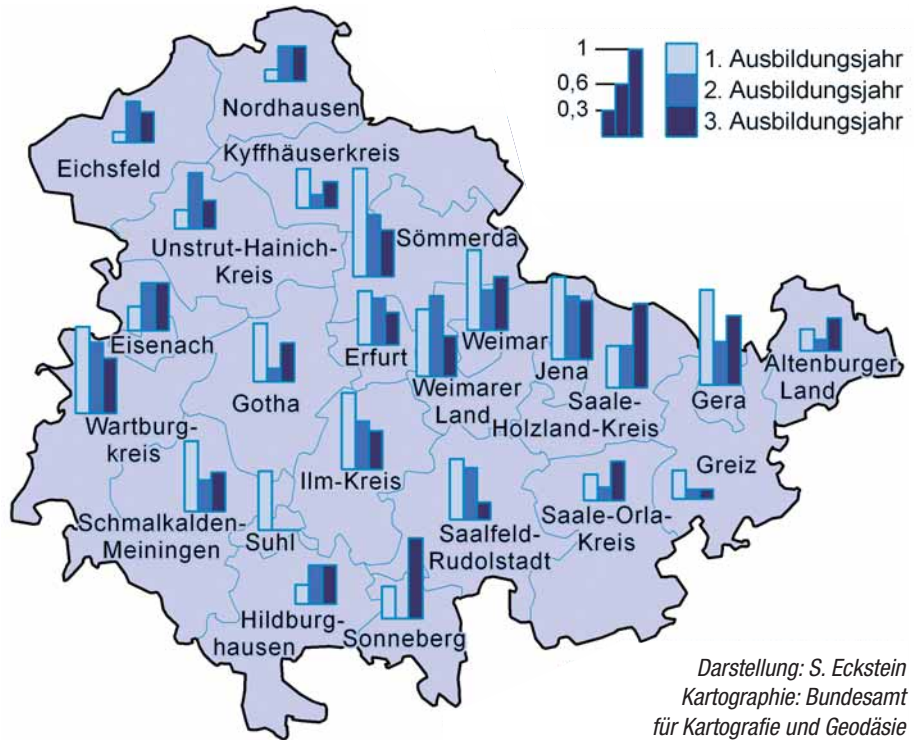 1
0,6
0,3
1. Ausbildungsjahr
2. Ausbildungsjahr
3. Ausbildungsjahr
Nordhausen
Eichsfeld
Kyffhäuserkreis
Unstrut-Hainich-
Kreis
Sömmerda
Eisenach
Erfurt
Weimar
Gotha
Weimarer
Land
Jena
Saale-
Holzland-Kreis
Gera
Altenburger
Land
Wartburg-
kreis
Ilm-Kreis
Greiz
Schmalkalden-
Meiningen
Suhl
Saalfeld-
Rudolstadt
Saale-Orla-
Kreis
Hildburg-
hausen
Sonneberg
Darstellung: S. Eckstein
Kartographie: Bundesamt
für Kartografie und Geodäsie